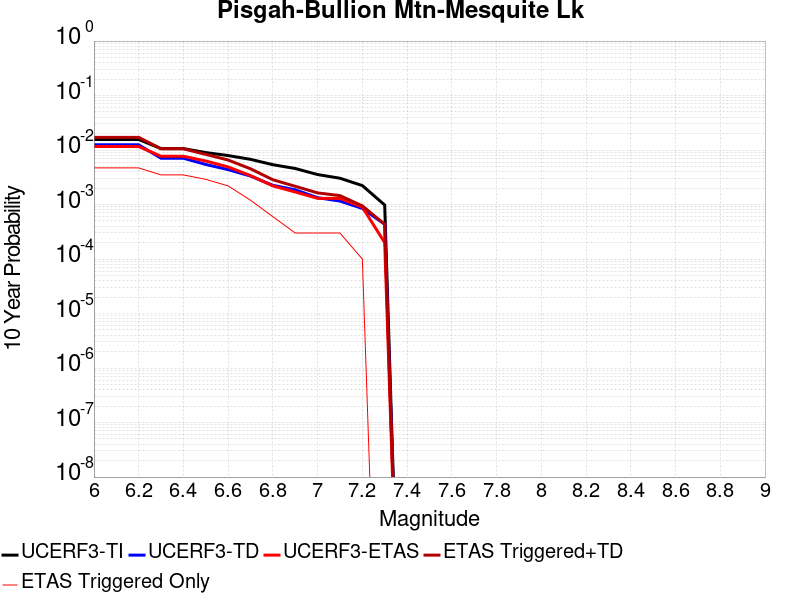 Pisgah-Bullion Mtn-Mesquite Lk
10^0
10^-1
10^-2
10^-3
10^-4
10^-5
10^-6
10^-7
10^-8
10 Year Probability
6 6.2 6.4 6.6 6.8 7 7.2 7.4 7.6 7.8 8 8.2 8.4 8.6 8.8 9
Magnitude
UCERF3-TI UCERF3-TD UCERF3-ETAS ETAS Triggered+TD
ETAS Triggered Only